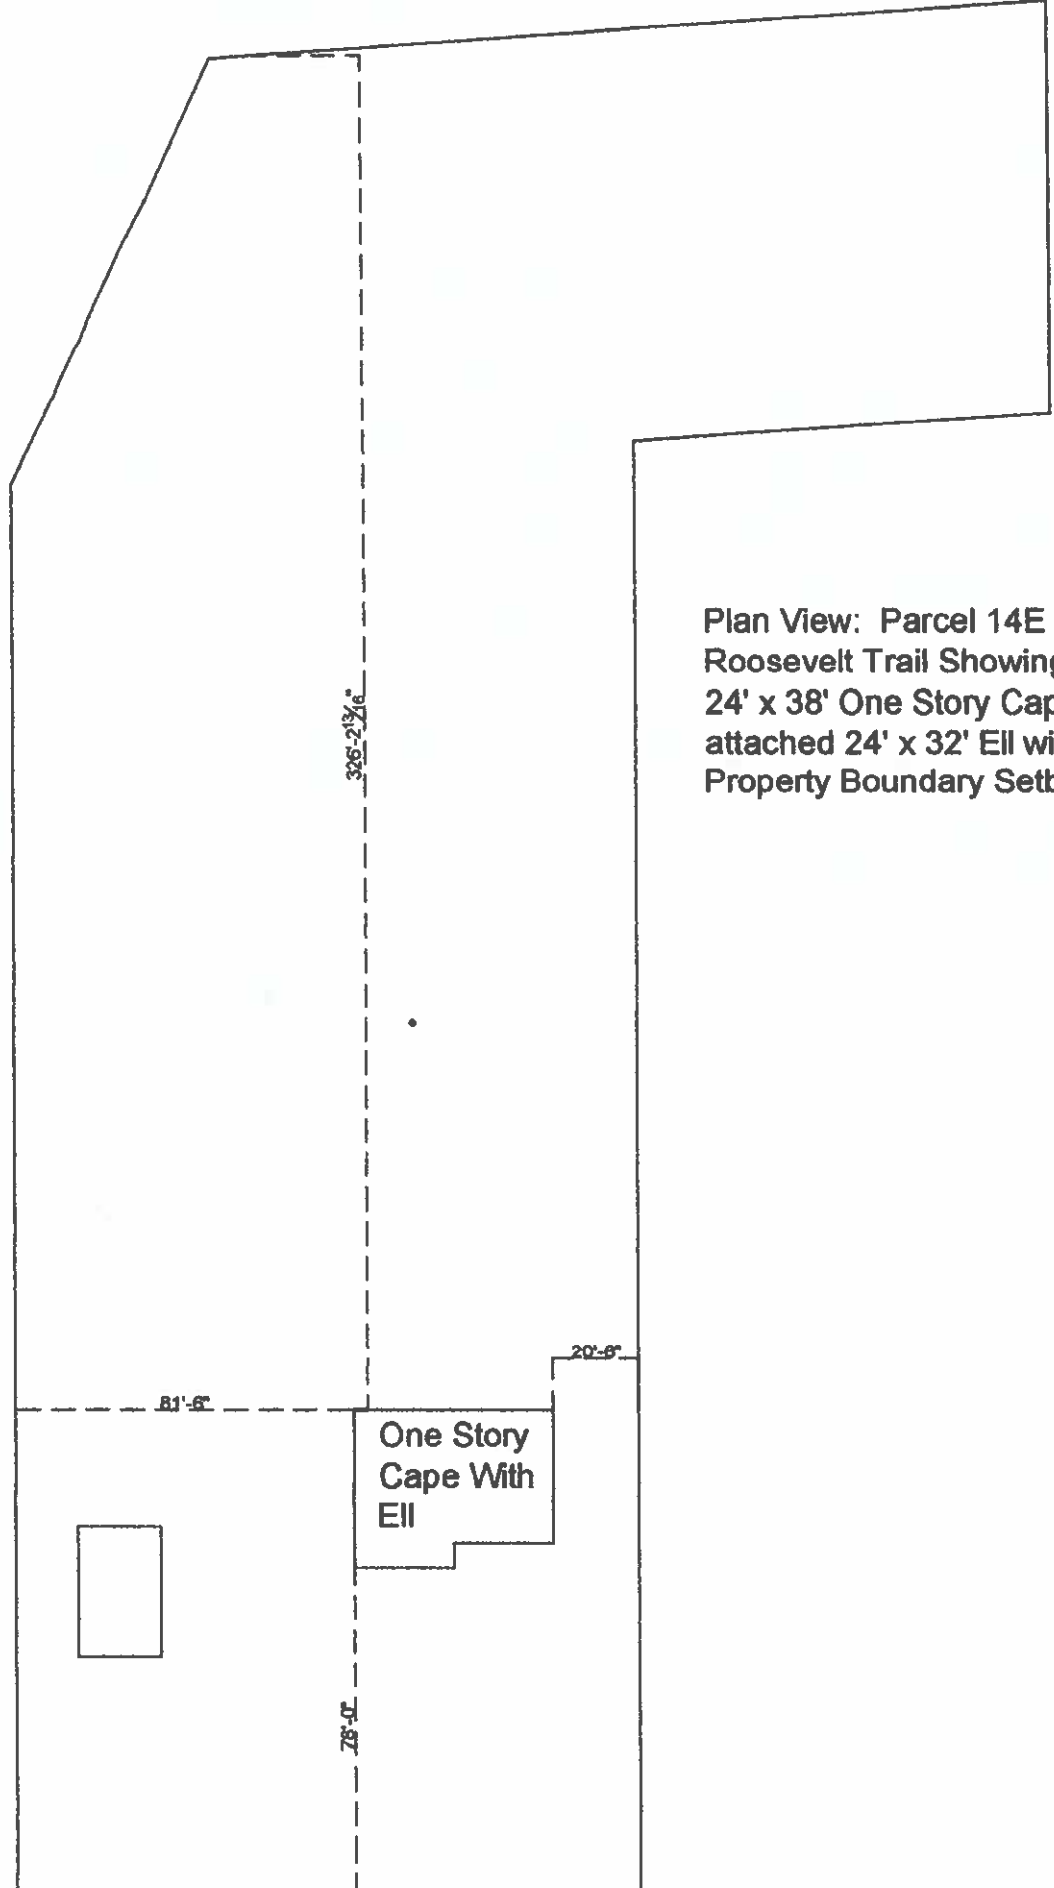 Plan View: Parcel 14E
Roosevelt Trail Showing
24' x 38' One Story Cap
attached 24' x 32' Ell wi
Property Boundary Setb
326'-2 13/16"
20'-6"
81'-6"
One Story
Cape With
Ell
78'-0"